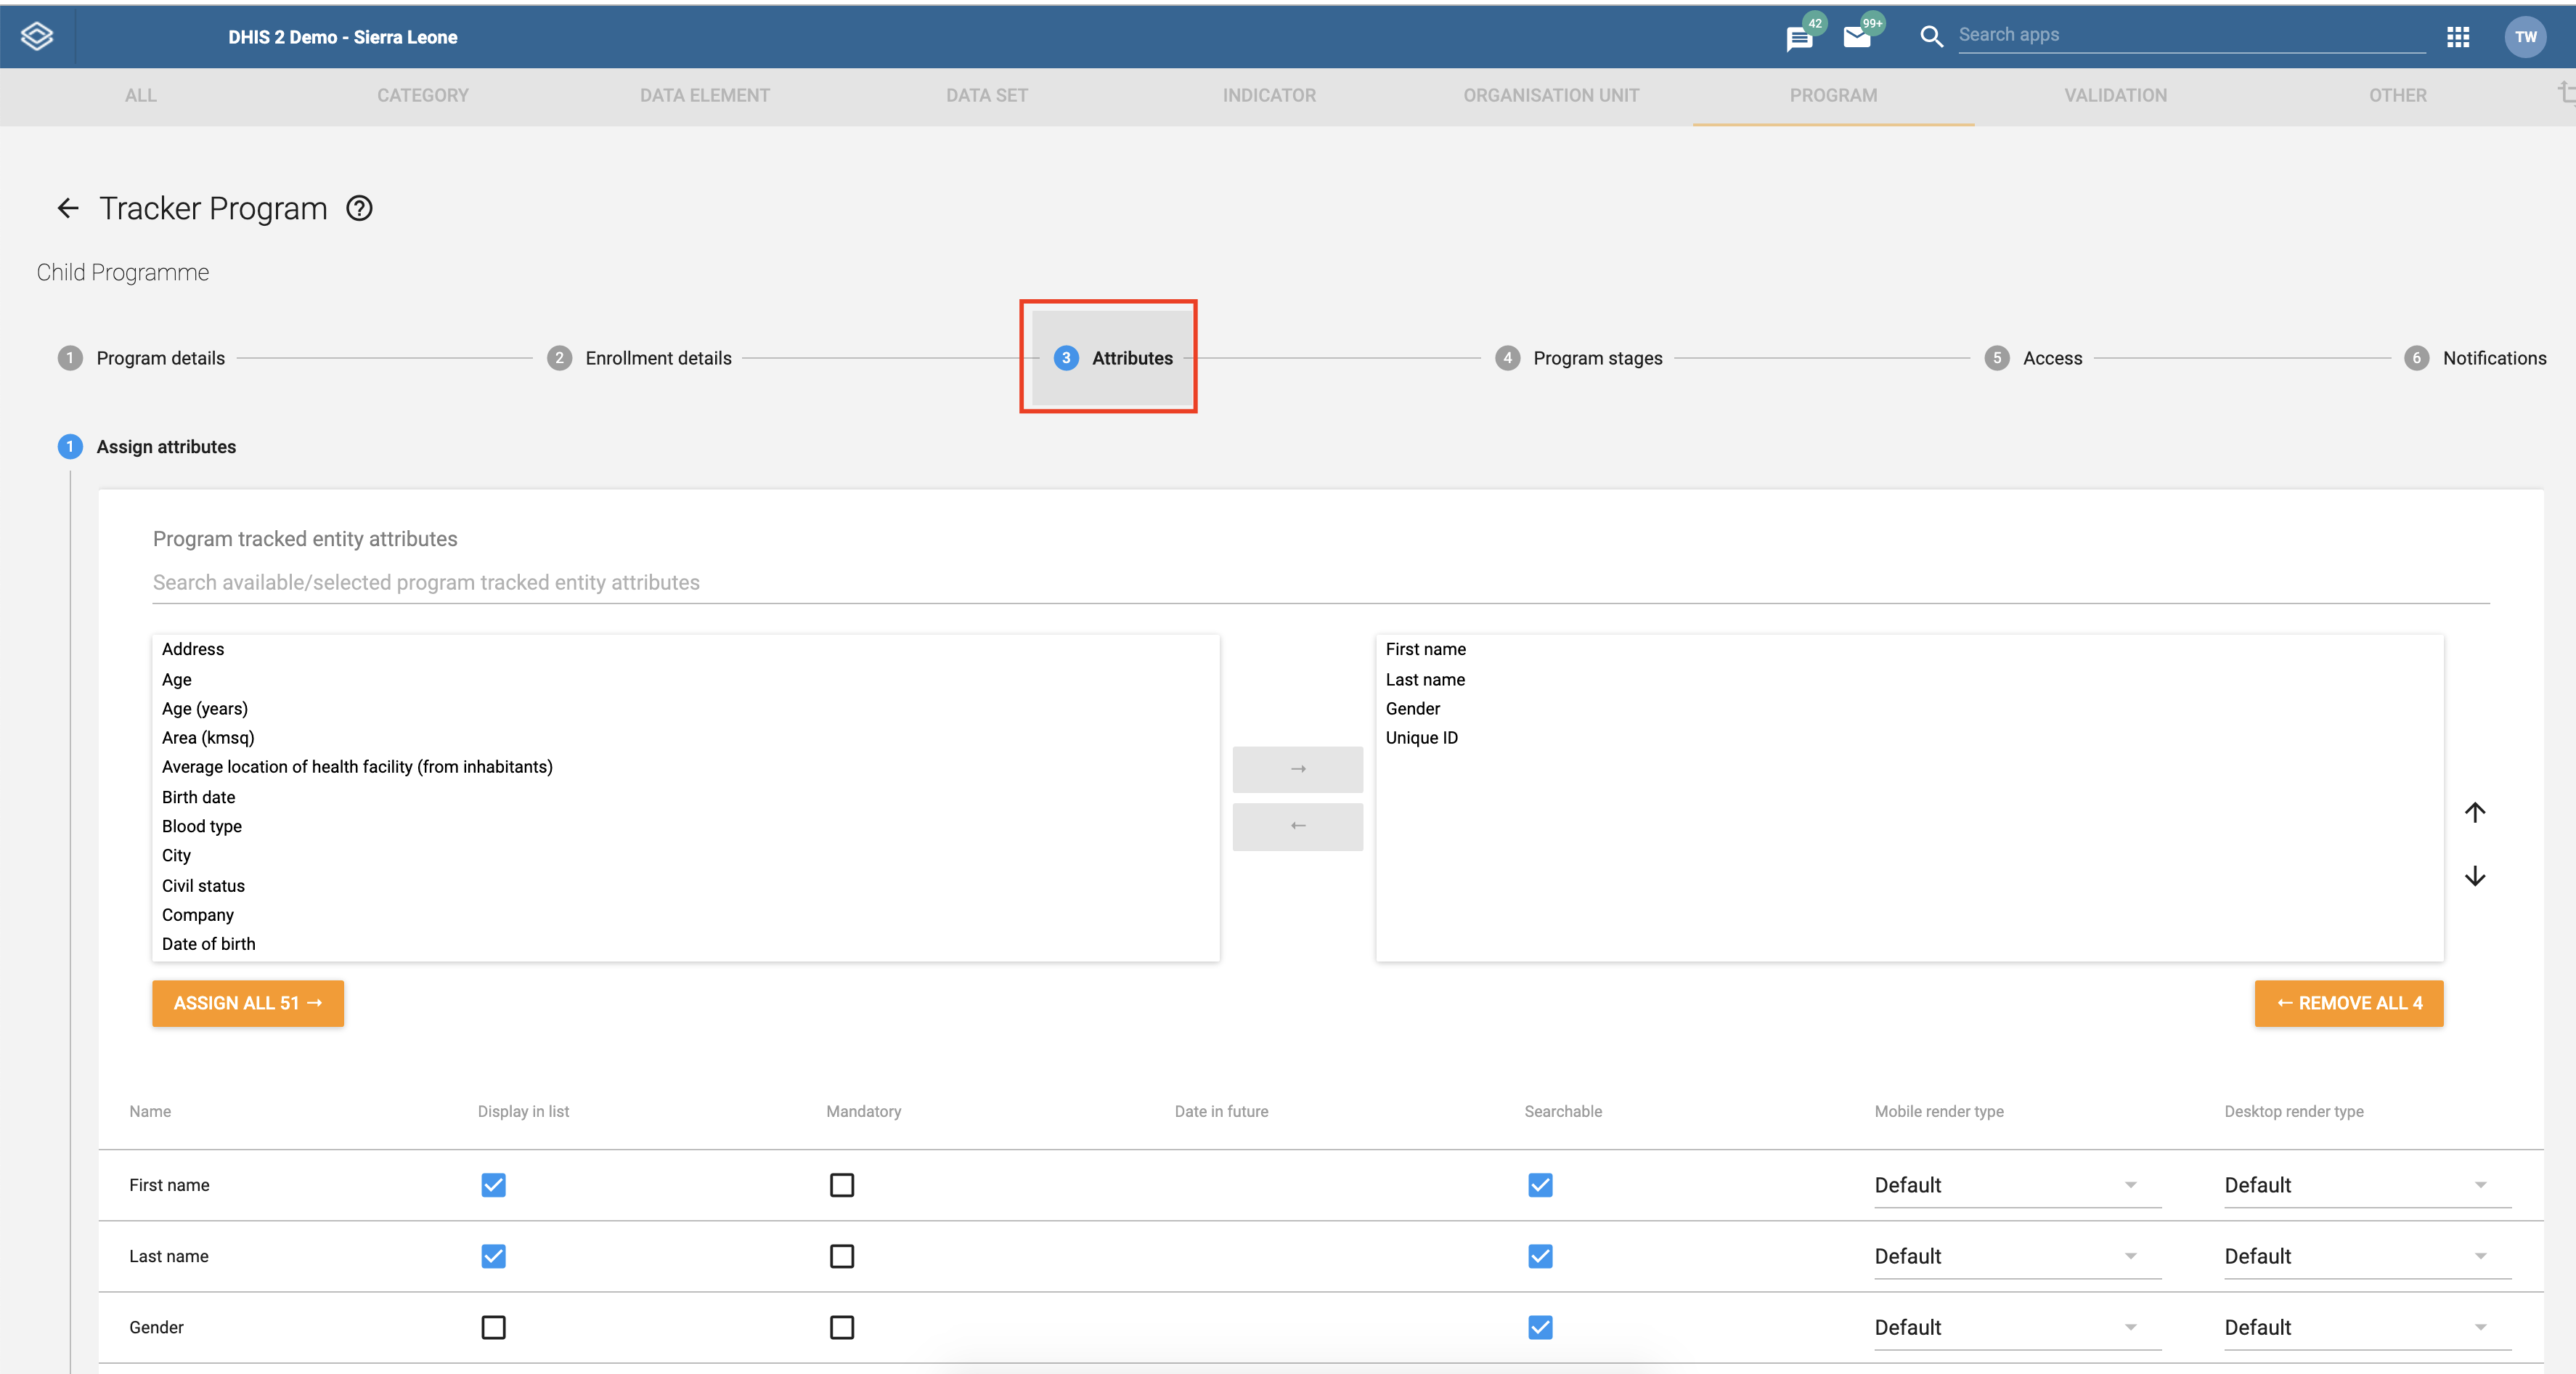 DHIS 2 Demo - Sierra Leone
42
99+
Search apps
TW
ALL CATEGORY DATA ELEMENT DATA SET INDICATOR ORGANISATION UNIT PROGRAM VALIDATION OTHER
Tracker Program ?
Child Programme
1 Program details 2 Enrollment details 3 Attributes 4 Program stages 5 Access 6 Notifications
1 Assign attributes
Program tracked entity attributes
Search available/selected program tracked entity attributes
Address
Age
Age (years)
Area (kmsq)
Average location of health facility (from inhabitants)
Birth date
Blood type
City
Civil status
Company
Date of birth
→
←
First name
Last name
Gender
Unique ID
ASSIGN ALL 51 →
← REMOVE ALL 4
Name Display in list Mandatory Date in future Searchable Mobile render type Desktop render type
First name Default Default
Last name Default Default
Gender Default Default